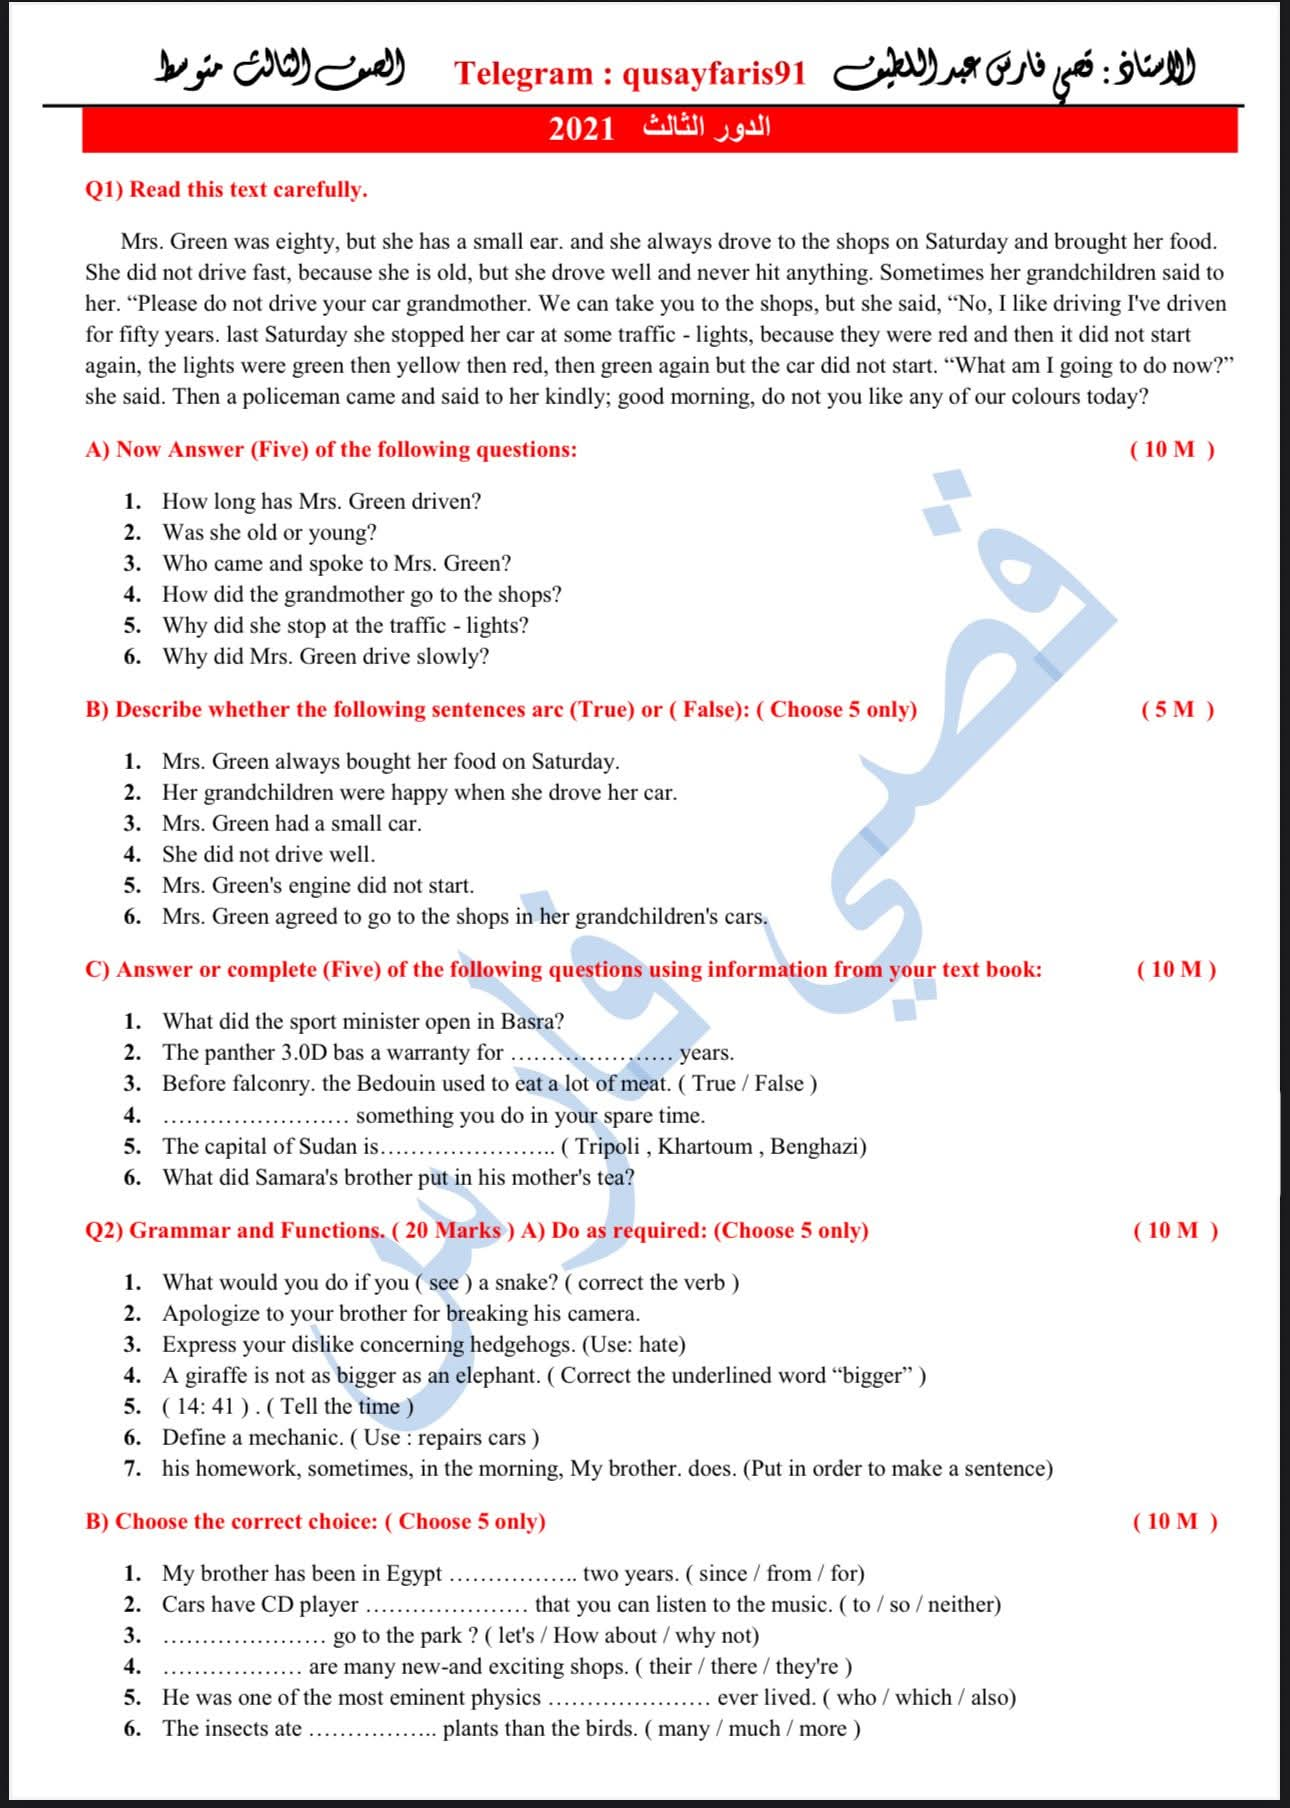 الاستاذ : قصي فارس عبد اللطيف Telegram : qusayfaris91 الصف الثالث متوسط
الدور الثالث 2021
Q1) Read this text carefully.
Mrs. Green was eighty, but she has a small ear. and she always drove to the shops on Saturday and brought her food.
She did not drive fast, because she is old, but she drove well and never hit anything. Sometimes her grandchildren said to
her. “Please do not drive your car grandmother. We can take you to the shops, but she said, “No, I like driving I've driven
for fifty years. last Saturday she stopped her car at some traffic - lights, because they were red and then it did not start
again, the lights were green then yellow then red, then green again but the car did not start. “What am I going to do now?”
she said. Then a policeman came and said to her kindly; good morning, do not you like any of our colours today?
A) Now Answer (Five) of the following questions: ( 10 M )
1. How long has Mrs. Green driven?
2. Was she old or young?
3. Who came and spoke to Mrs. Green?
4. How did the grandmother go to the shops?
5. Why did she stop at the traffic - lights?
6. Why did Mrs. Green drive slowly?
B) Describe whether the following sentences arc (True) or ( False): ( Choose 5 only) ( 5 M )
1. Mrs. Green always bought her food on Saturday.
2. Her grandchildren were happy when she drove her car.
3. Mrs. Green had a small car.
4. She did not drive well.
5. Mrs. Green's engine did not start.
6. Mrs. Green agreed to go to the shops in her grandchildren's cars.
C) Answer or complete (Five) of the following questions using information from your text book: ( 10 M )
1. What did the sport minister open in Basra?
2. The panther 3.0D bas a warranty for ..................... years.
3. Before falconry. the Bedouin used to eat a lot of meat. ( True / False )
4. ........................ something you do in your spare time.
5. The capital of Sudan is....................... ( Tripoli , Khartoum , Benghazi)
6. What did Samara's brother put in his mother's tea?
Q2) Grammar and Functions. ( 20 Marks ) A) Do as required: (Choose 5 only) ( 10 M )
1. What would you do if you ( see ) a snake? ( correct the verb )
2. Apologize to your brother for breaking his camera.
3. Express your dislike concerning hedgehogs. (Use: hate)
4. A giraffe is not as bigger as an elephant. ( Correct the underlined word “bigger” )
5. ( 14: 41 ) . ( Tell the time )
6. Define a mechanic. ( Use : repairs cars )
7. his homework, sometimes, in the morning, My brother. does. (Put in order to make a sentence)
B) Choose the correct choice: ( Choose 5 only) ( 10 M )
1. My brother has been in Egypt ................. two years. ( since / from / for)
2. Cars have CD player ..................... that you can listen to the music. ( to / so / neither)
3. ..................... go to the park ? ( let's / How about / why not)
4. .................. are many new-and exciting shops. ( their / there / they're )
5. He was one of the most eminent physics ..................... ever lived. ( who / which / also)
6. The insects ate ................. plants than the birds. ( many / much / more )
قصي فارس